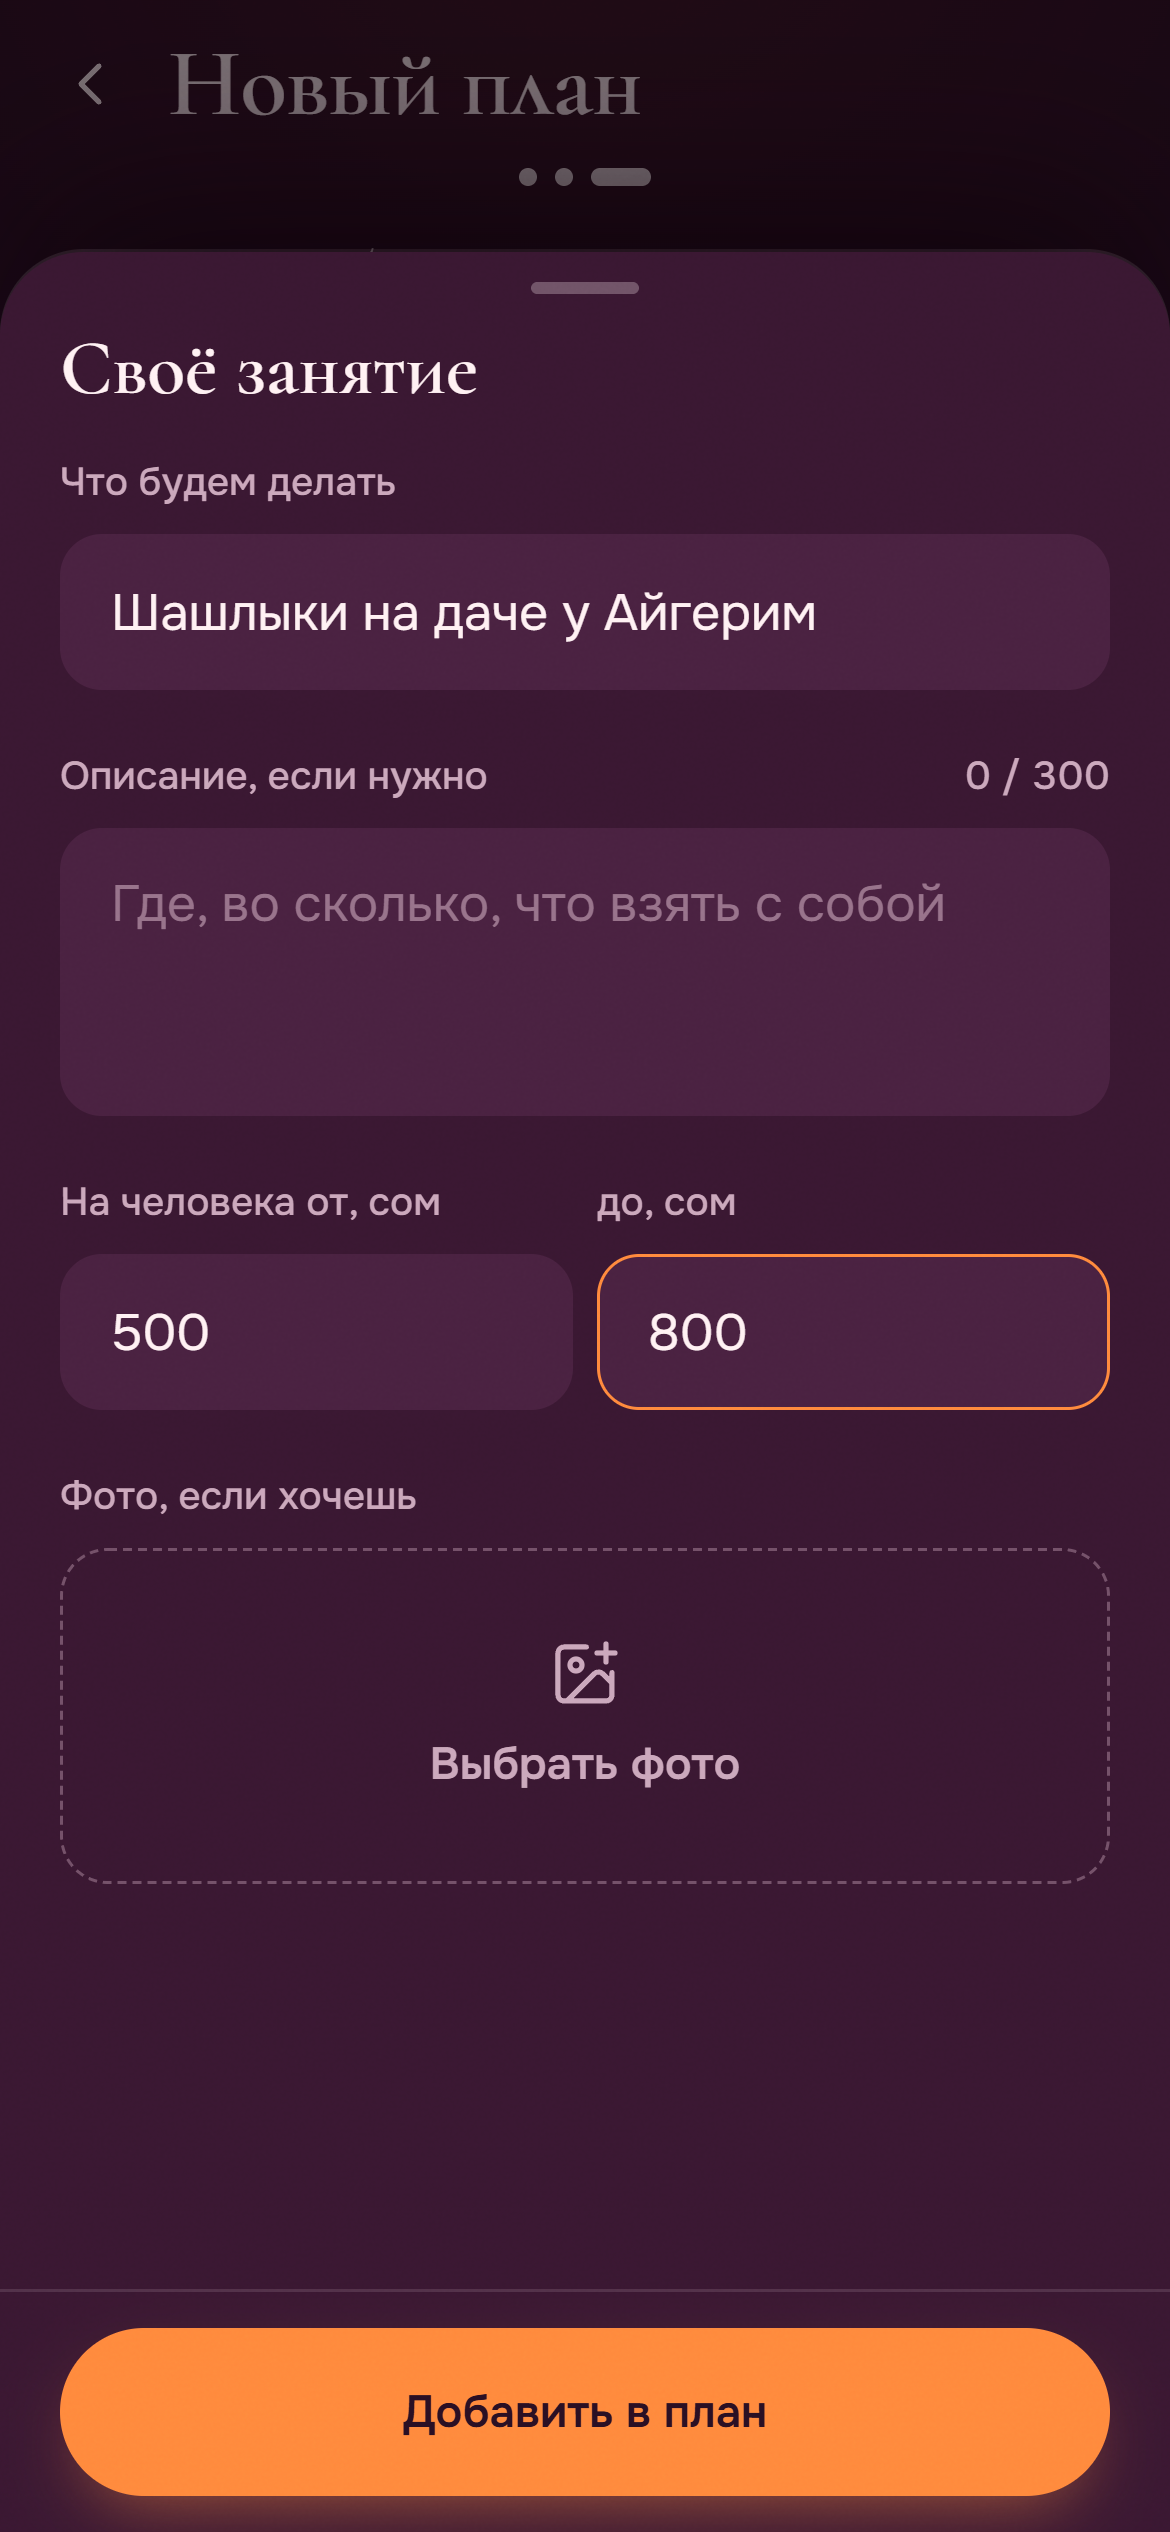 Новый план
Своё занятие
Что будем делать
Шашлыки на даче у Айгерим
Описание, если нужно
0 / 300
Где, во сколько, что взять с собой
На человека от, сом
до, сом
500
800
Фото, если хочешь
Выбрать фото
Добавить в план